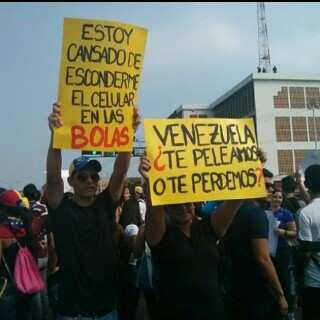 ESTOY
CANSADO DE
ESCONDERME
EL CELULAR
EN LAS
BOLAS
VENEZUELA
¿TE PELEAMOS
O TE PERDEMOS?